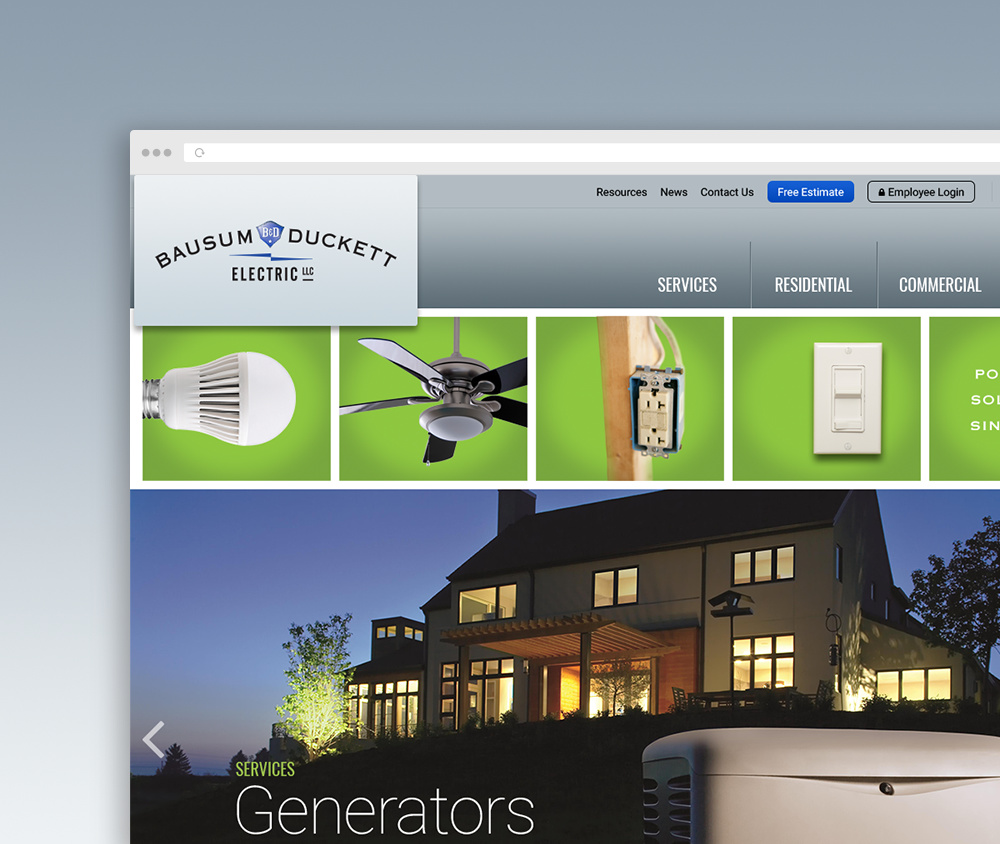 Resources News Contact Us Free Estimate Employee Login
BAUSUM B&D DUCKETT
ELECTRIC LLC
SERVICES RESIDENTIAL COMMERCIAL
PO
SOL
SIN
SERVICES
Generators